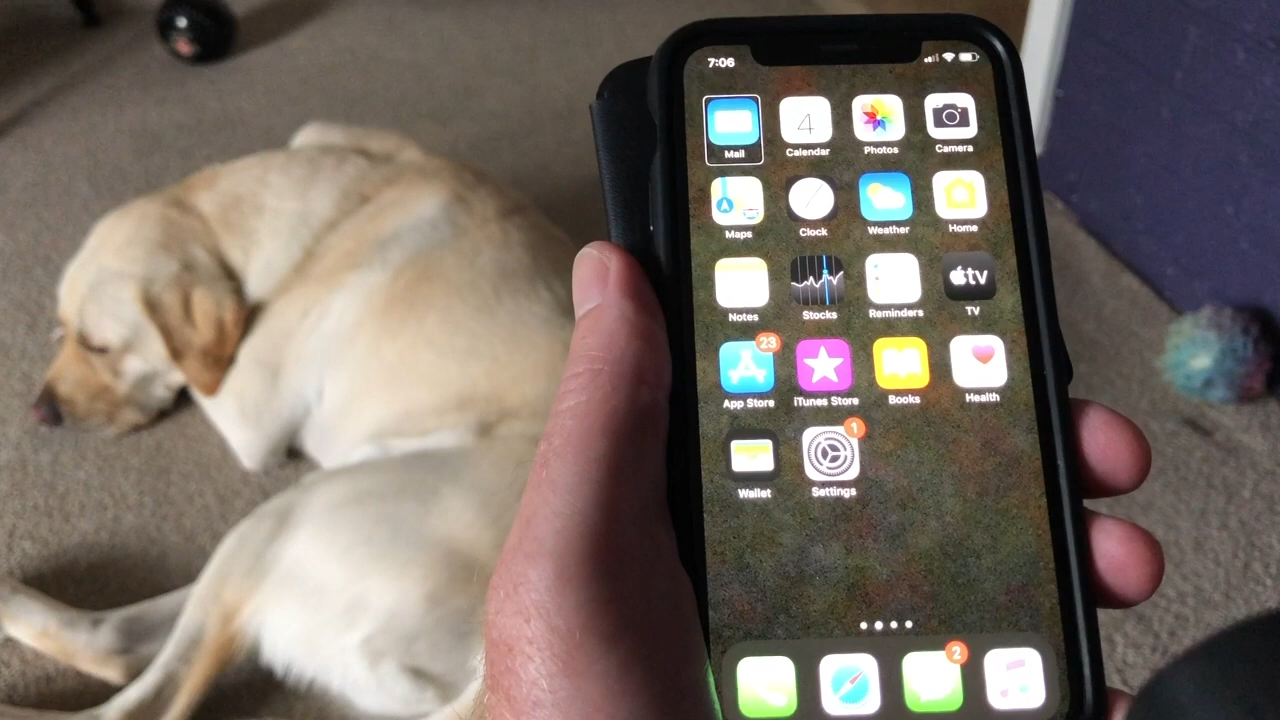 7:06
4
Mail Calendar Photos Camera
Maps Clock Weather Home
tv
Notes Stocks Reminders TV
23
App Store iTunes Store Books Health
1
Wallet Settings
2